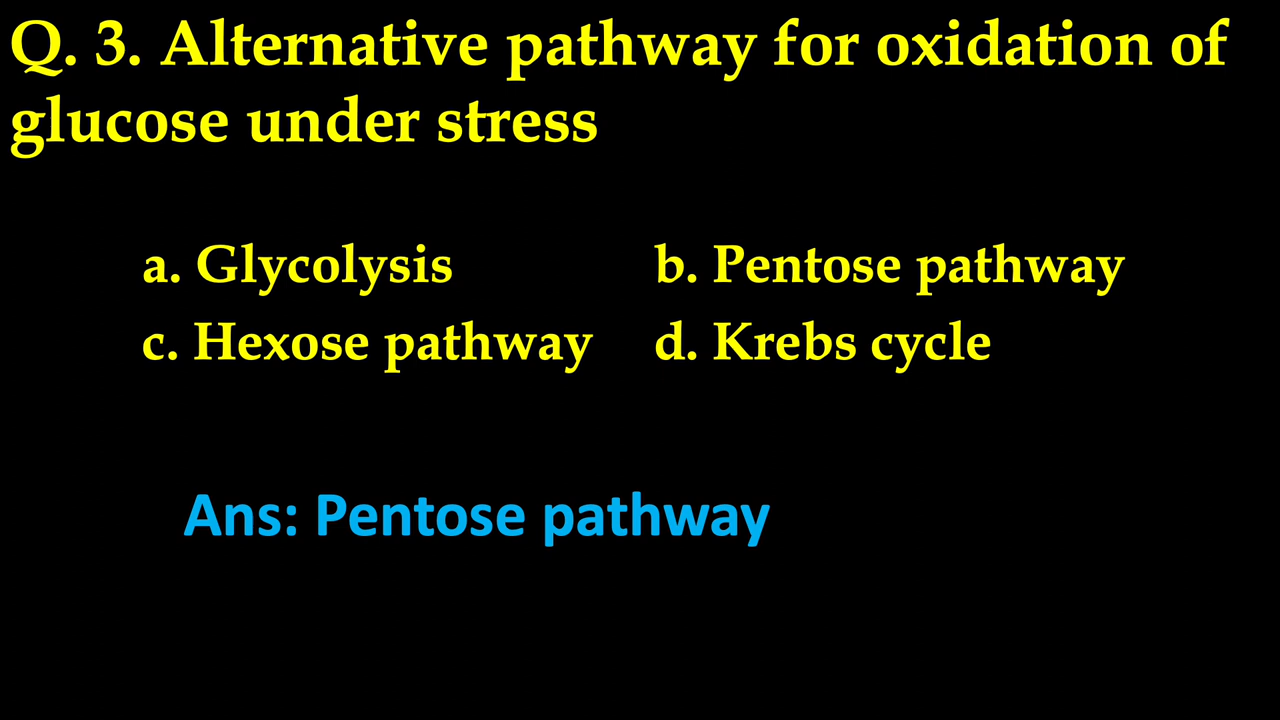 Q. 3. Alternative pathway for oxidation of
glucose under stress
a. Glycolysis b. Pentose pathway
c. Hexose pathway d. Krebs cycle
Ans: Pentose pathway